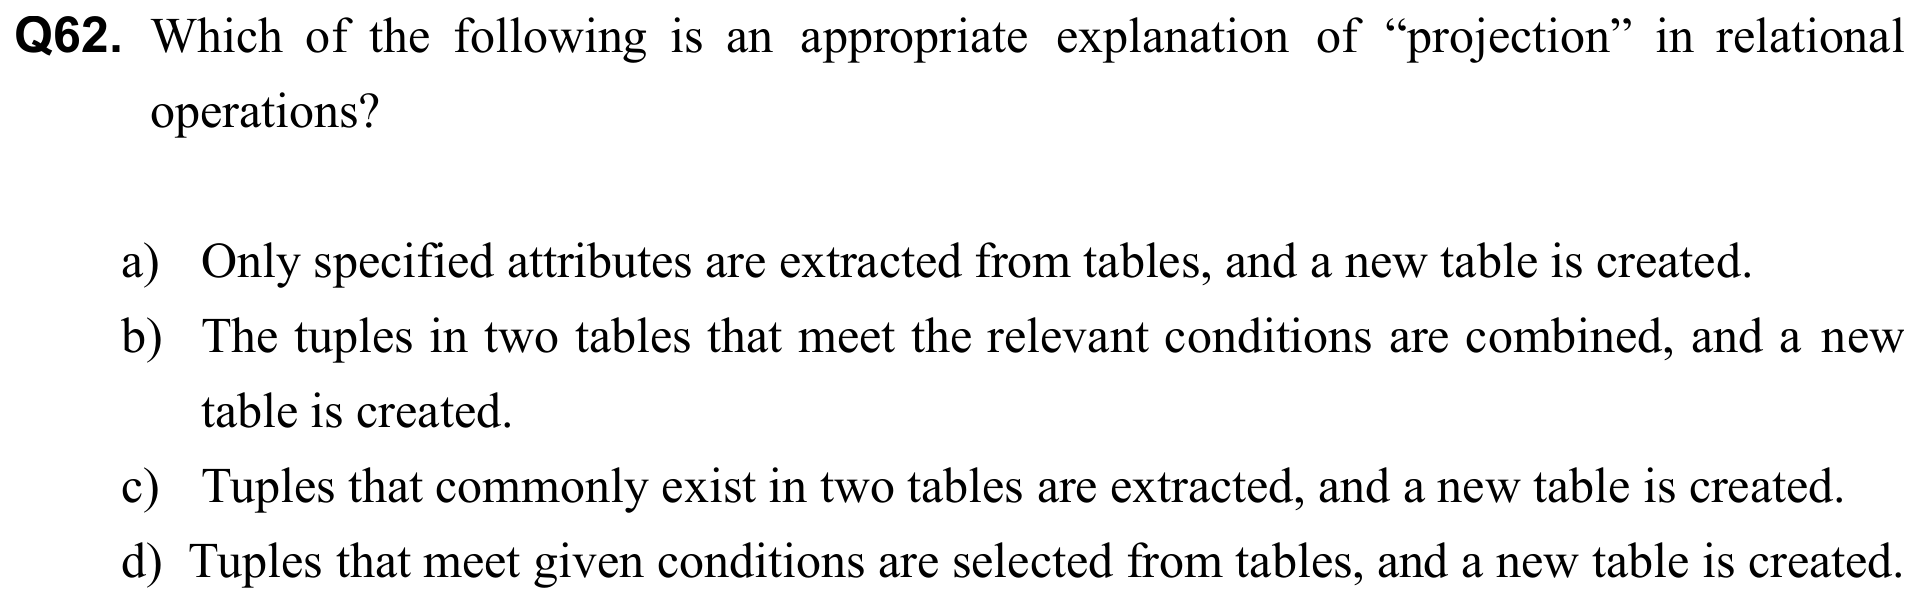 Q62. Which of the following is an appropriate explanation of “projection” in relational
operations?
a) Only specified attributes are extracted from tables, and a new table is created.
b) The tuples in two tables that meet the relevant conditions are combined, and a new
table is created.
c) Tuples that commonly exist in two tables are extracted, and a new table is created.
d) Tuples that meet given conditions are selected from tables, and a new table is created.